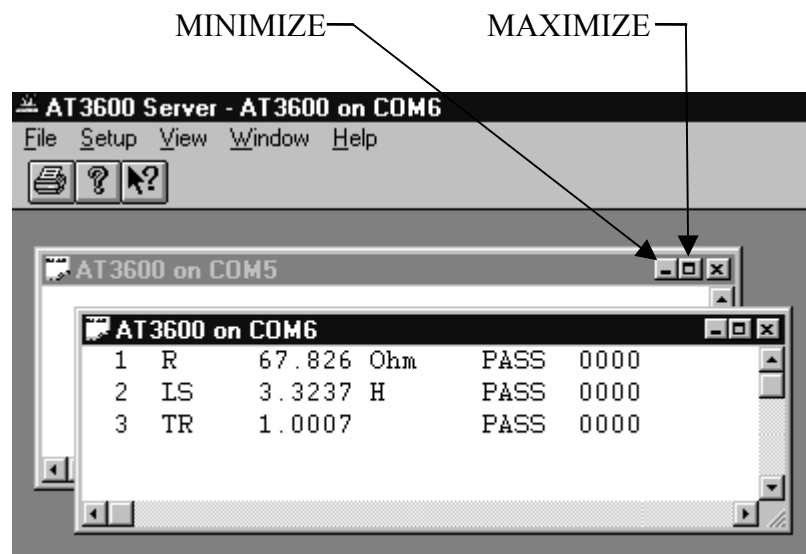 MINIMIZE MAXIMIZE
AT3600 Server - AT3600 on COM6
File Setup View Window Help
AT3600 on COM5
AT3600 on COM6
1 R 67.826 Ohm PASS 0000
2 LS 3.3237 H PASS 0000
3 TR 1.0007 PASS 0000